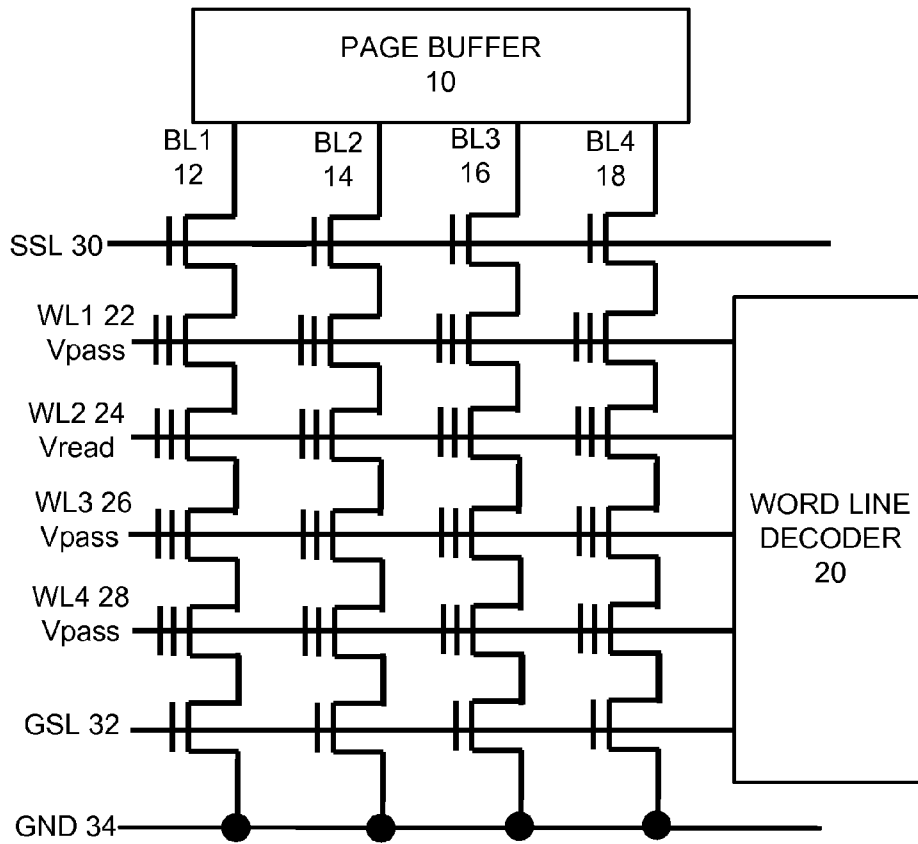 PAGE BUFFER
10
BL1
12
BL2
14
BL3
16
BL4
18
SSL 30
WL1 22
Vpass
WL2 24
Vread
WL3 26
Vpass
WL4 28
Vpass
WORD LINE
DECODER
20
GSL 32
GND 34